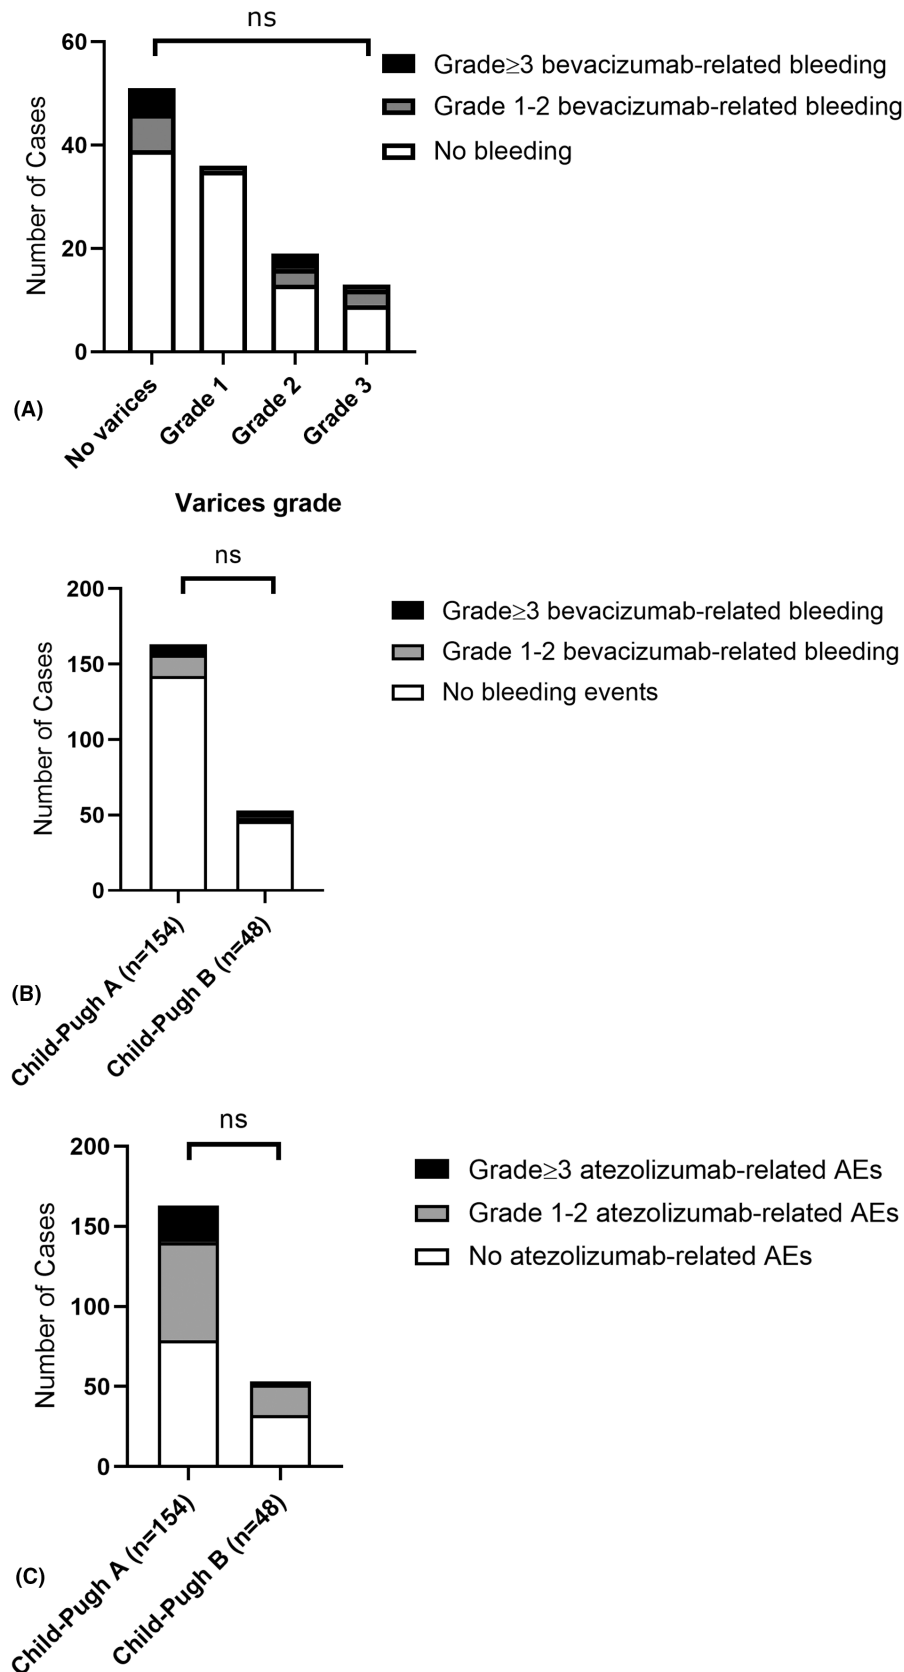 ns
60
40
20
0
Number of Cases
Grade≥3 bevacizumab-related bleeding
Grade 1-2 bevacizumab-related bleeding
No bleeding
No varices
Grade 1
Grade 2
Grade 3
(A)
Varices grade
ns
200
150
100
50
0
Number of Cases
Grade≥3 bevacizumab-related bleeding
Grade 1-2 bevacizumab-related bleeding
No bleeding events
Child-Pugh A (n=154)
Child-Pugh B (n=48)
(B)
ns
200
150
100
50
0
Number of Cases
Grade≥3 atezolizumab-related AEs
Grade 1-2 atezolizumab-related AEs
No atezolizumab-related AEs
Child-Pugh A (n=154)
Child-Pugh B (n=48)
(C)